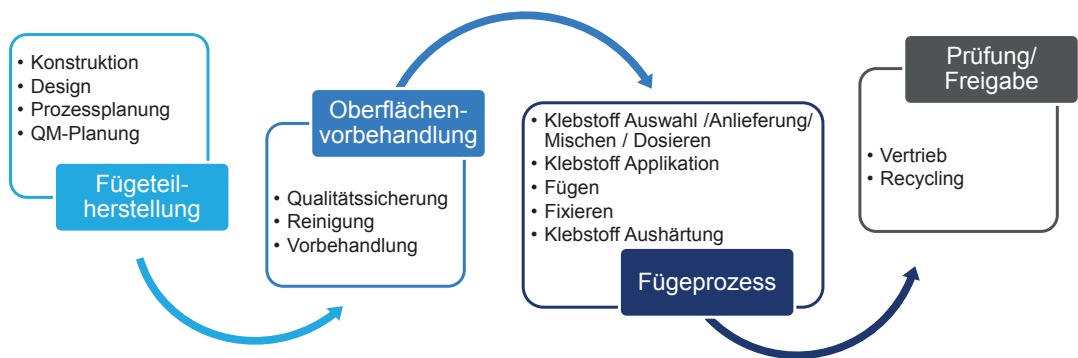 • Konstruktion
• Design
• Prozessplanung
• QM-Planung
Fügeteil-
herstellung
Oberflächen-
vorbehandlung
• Qualitätssicherung
• Reinigung
• Vorbehandlung
• Klebstoff Auswahl /Anlieferung/
Mischen / Dosieren
• Klebstoff Applikation
• Fügen
• Fixieren
• Klebstoff Aushärtung
Fügeprozess
Prüfung/
Freigabe
• Vertrieb
• Recycling